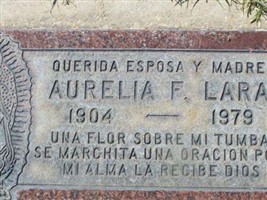 QUERIDA ESPOSA Y MADRE
AURELIA F. LARA
1904 — 1979
UNA FLOR SOBRE MI TUMBA
SE MARCHITA UNA ORACION PO
MI ALMA LA RECIBE DIOS